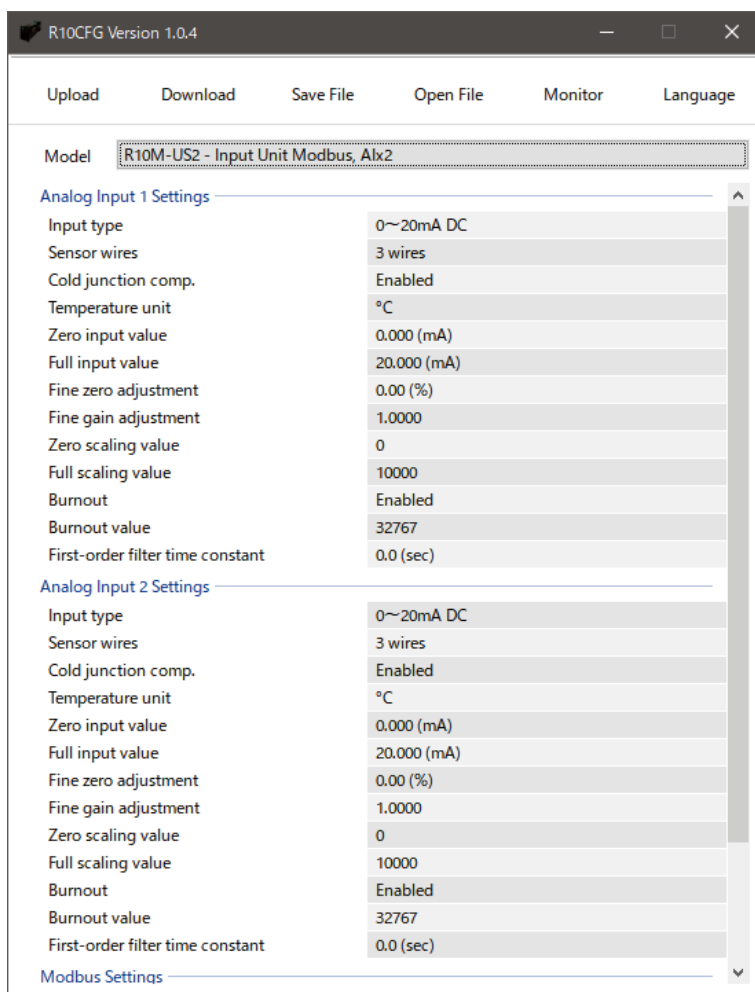 R10CFG Version 1.0.4
Upload Download Save File Open File Monitor Language
Model R10M-US2 - Input Unit Modbus, AIx2
Analog Input 1 Settings
Input type 0～20mA DC
Sensor wires 3 wires
Cold junction comp. Enabled
Temperature unit °C
Zero input value 0.000 (mA)
Full input value 20.000 (mA)
Fine zero adjustment 0.00 (%)
Fine gain adjustment 1.0000
Zero scaling value 0
Full scaling value 10000
Burnout Enabled
Burnout value 32767
First-order filter time constant 0.0 (sec)
Analog Input 2 Settings
Input type 0～20mA DC
Sensor wires 3 wires
Cold junction comp. Enabled
Temperature unit °C
Zero input value 0.000 (mA)
Full input value 20.000 (mA)
Fine zero adjustment 0.00 (%)
Fine gain adjustment 1.0000
Zero scaling value 0
Full scaling value 10000
Burnout Enabled
Burnout value 32767
First-order filter time constant 0.0 (sec)
Modbus Settings